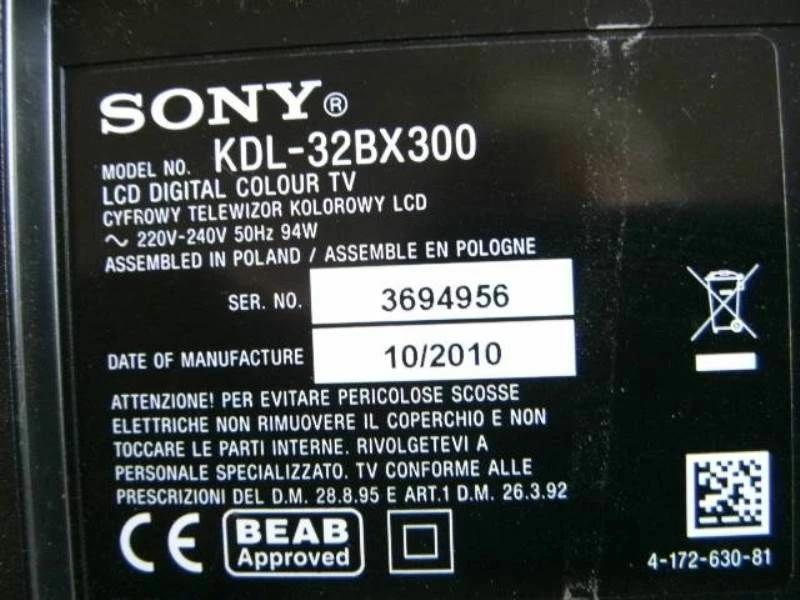 SONY®
MODEL NO. KDL-32BX300
LCD DIGITAL COLOUR TV
CYFROWY TELEWIZOR KOLOROWY LCD
~ 220V-240V 50Hz 94W
ASSEMBLED IN POLAND / ASSEMBLE EN POLOGNE
SER. NO. 3694956
DATE OF MANUFACTURE 10/2010
ATTENZIONE! PER EVITARE PERICOLOSE SCOSSE
ELETTRICHE NON RIMUOVERE IL COPERCHIO E NON
TOCCARE LE PARTI INTERNE. RIVOLGETEVI A
PERSONALE SPECIALIZZATO. TV CONFORME ALLE
PRESCRIZIONI DEL D.M. 28.8.95 E ART.1 D.M. 26.3.92
CE BEAB
Approved
4-172-630-81